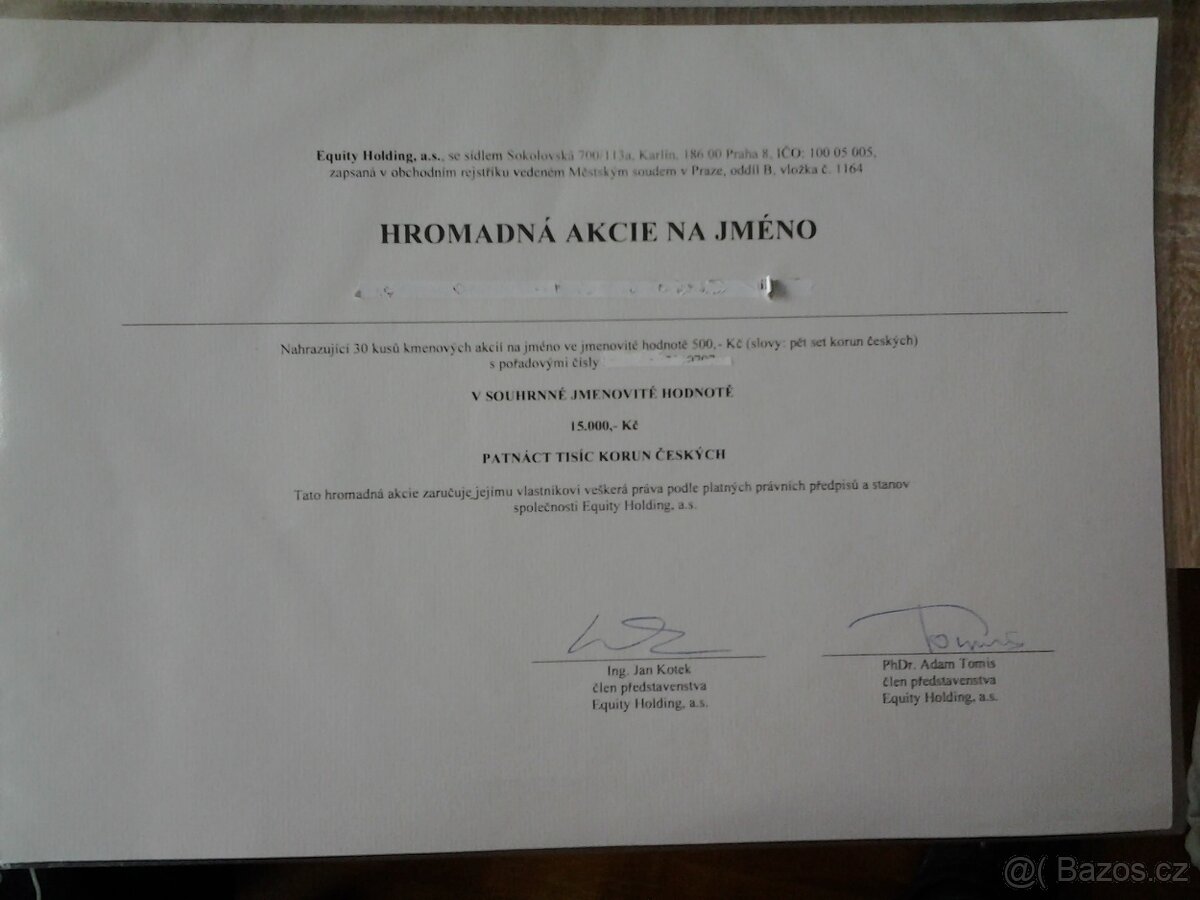 Equity Holding, a.s., se sídlem Sokolovská 700/113a, Karlín, 186 00 Praha 8, IČO: 100 05 005,
zapsaná v obchodním rejstříku vedeném Městským soudem v Praze, oddíl B, vložka č. 1164
HROMADNÁ AKCIE NA JMÉNO
Nahrazující 30 kusů kmenových akcií na jméno ve jmenovité hodnotě 500,- Kč (slovy: pět set korun českých)
s pořadovými čísly
V SOUHRNNÉ JMENOVITÉ HODNOTĚ
15.000,- Kč
PATNÁCT TISÍC KORUN ČESKÝCH
Tato hromadná akcie zaručuje jejímu vlastníkovi veškerá práva podle platných právních předpisů a stanov
společnosti Equity Holding, a.s.
Tomis
Ing. Jan Kotek
člen představenstva
Equity Holding, a.s.
PhDr. Adam Tomis
člen představenstva
Equity Holding, a.s.
@( Bazos.cz